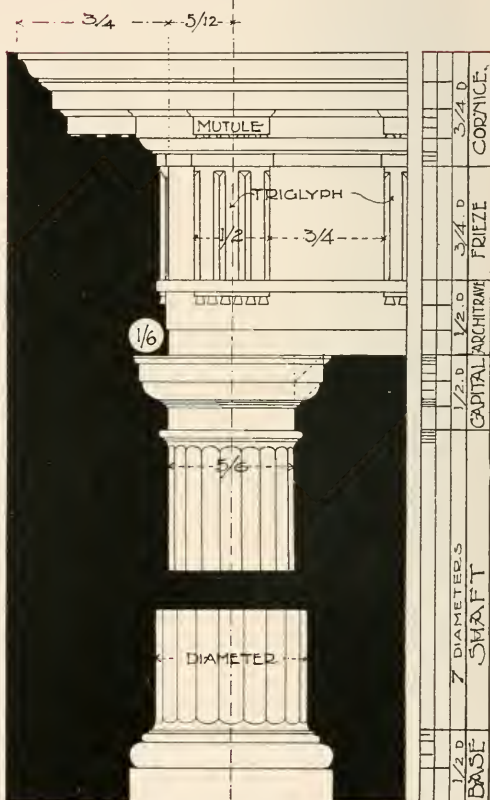 3/4 5/12
MUTULE
TRIGLYPH
1/2 3/4
1/6
5/6
DIAMETER
3/4 D CORNICE.
3/4 D FRIEZE
1/2 D ARCHITRAVE
1/2 D CAPITAL
7 DIAMETERS SHAFT
1/2 D BASE